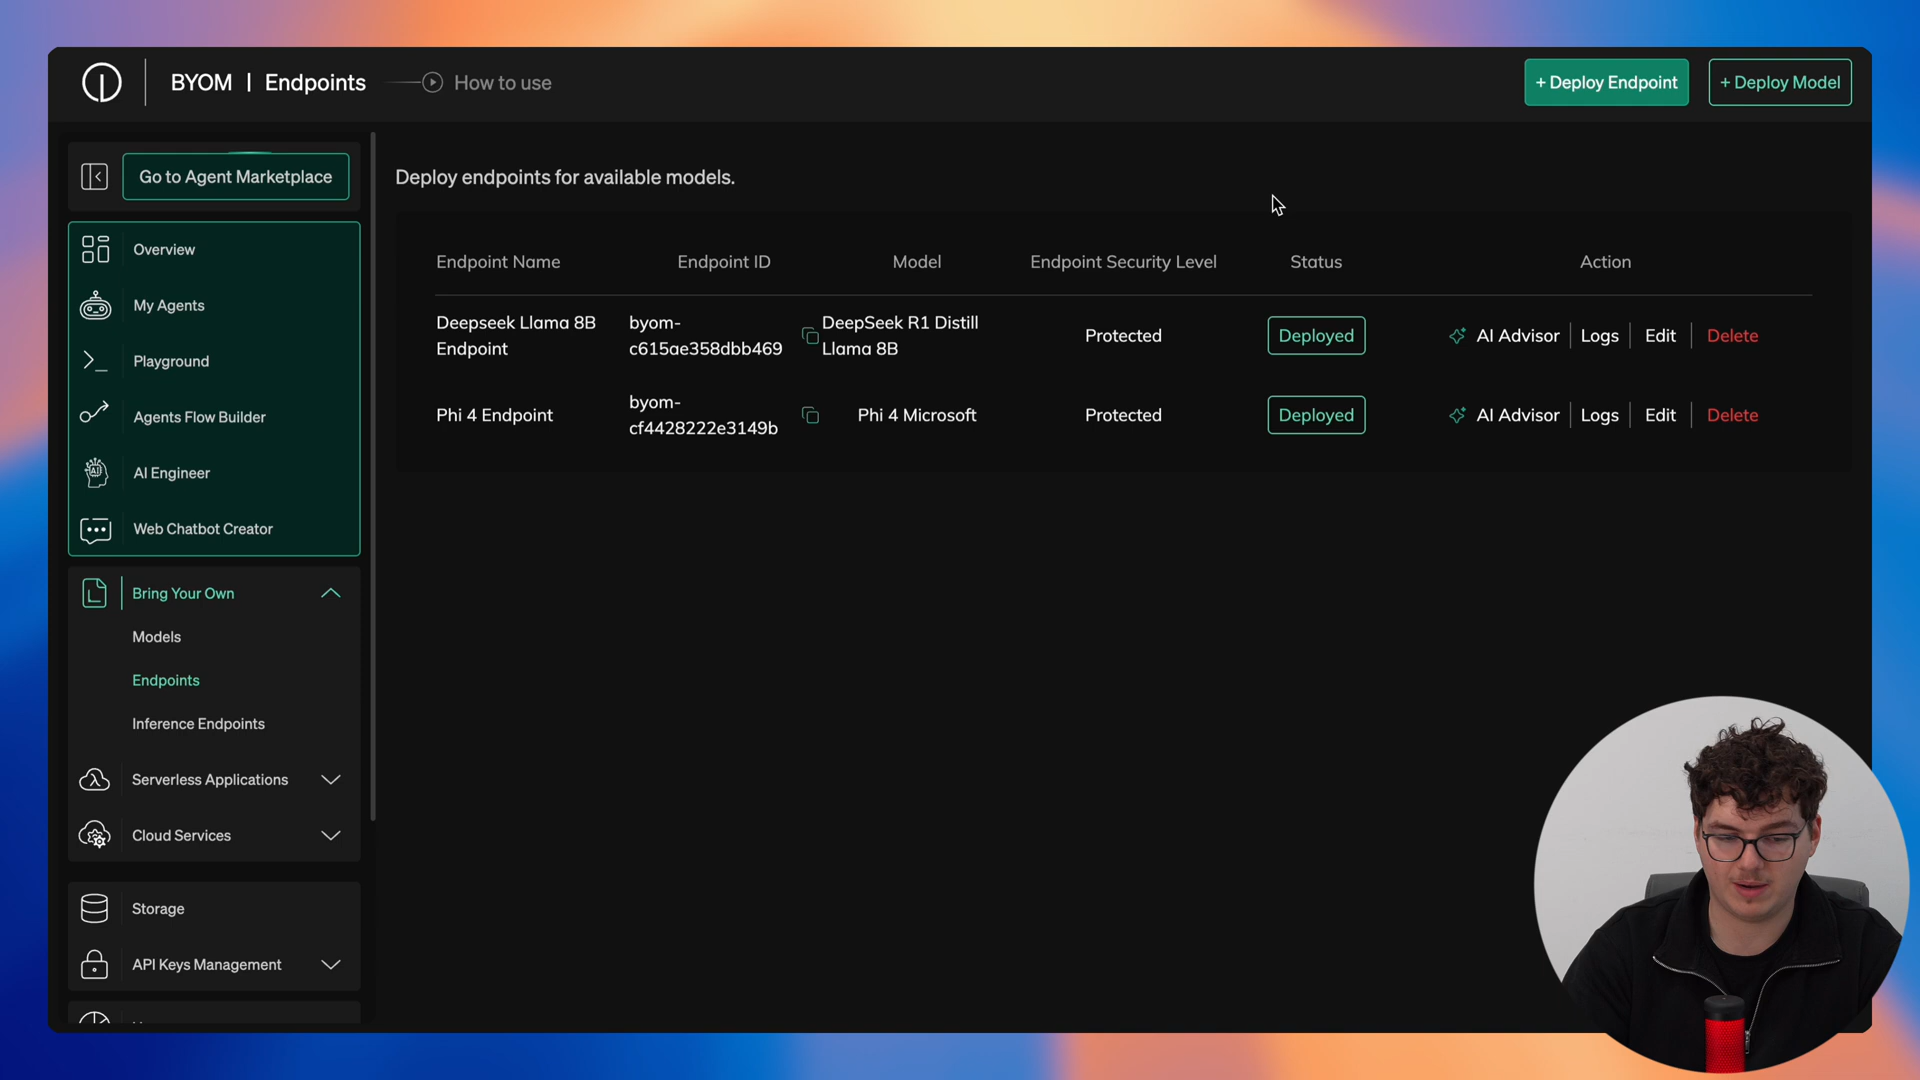 BYOM | Endpoints
How to use
+ Deploy Endpoint
+ Deploy Model
Go to Agent Marketplace
Overview
My Agents
Playground
Agents Flow Builder
AI Engineer
Web Chatbot Creator
Bring Your Own
Models
Endpoints
Inference Endpoints
Serverless Applications
Cloud Services
Storage
API Keys Management
Deploy endpoints for available models.
Endpoint Name
Endpoint ID
Model
Endpoint Security Level
Status
Action
Deepseek Llama 8B
Endpoint
byom-
c615ae358dbb469
DeepSeek R1 Distill
Llama 8B
Protected
Deployed
AI Advisor
Logs
Edit
Delete
Phi 4 Endpoint
byom-
cf4428222e3149b
Phi 4 Microsoft
Protected
Deployed
AI Advisor
Logs
Edit
Delete